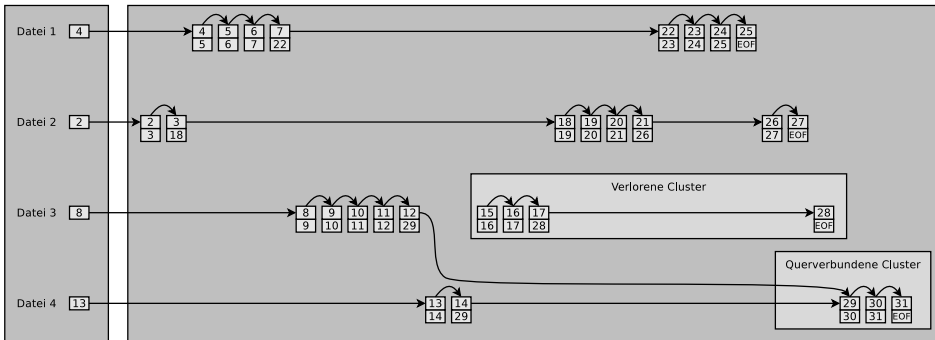 Datei 1 4 4 5 6 7 22 23 24 25
5 6 7 22 23 24 25 EOF
Datei 2 2 2 3 18 19 20 21 26 27
3 18 19 20 21 26 27 EOF
Verlorene Cluster
Datei 3 8 8 9 10 11 12 15 16 17 28
9 10 11 12 29 16 17 28 EOF
Querverbundene Cluster
Datei 4 13 13 14 29 30 31
14 29 30 31 EOF